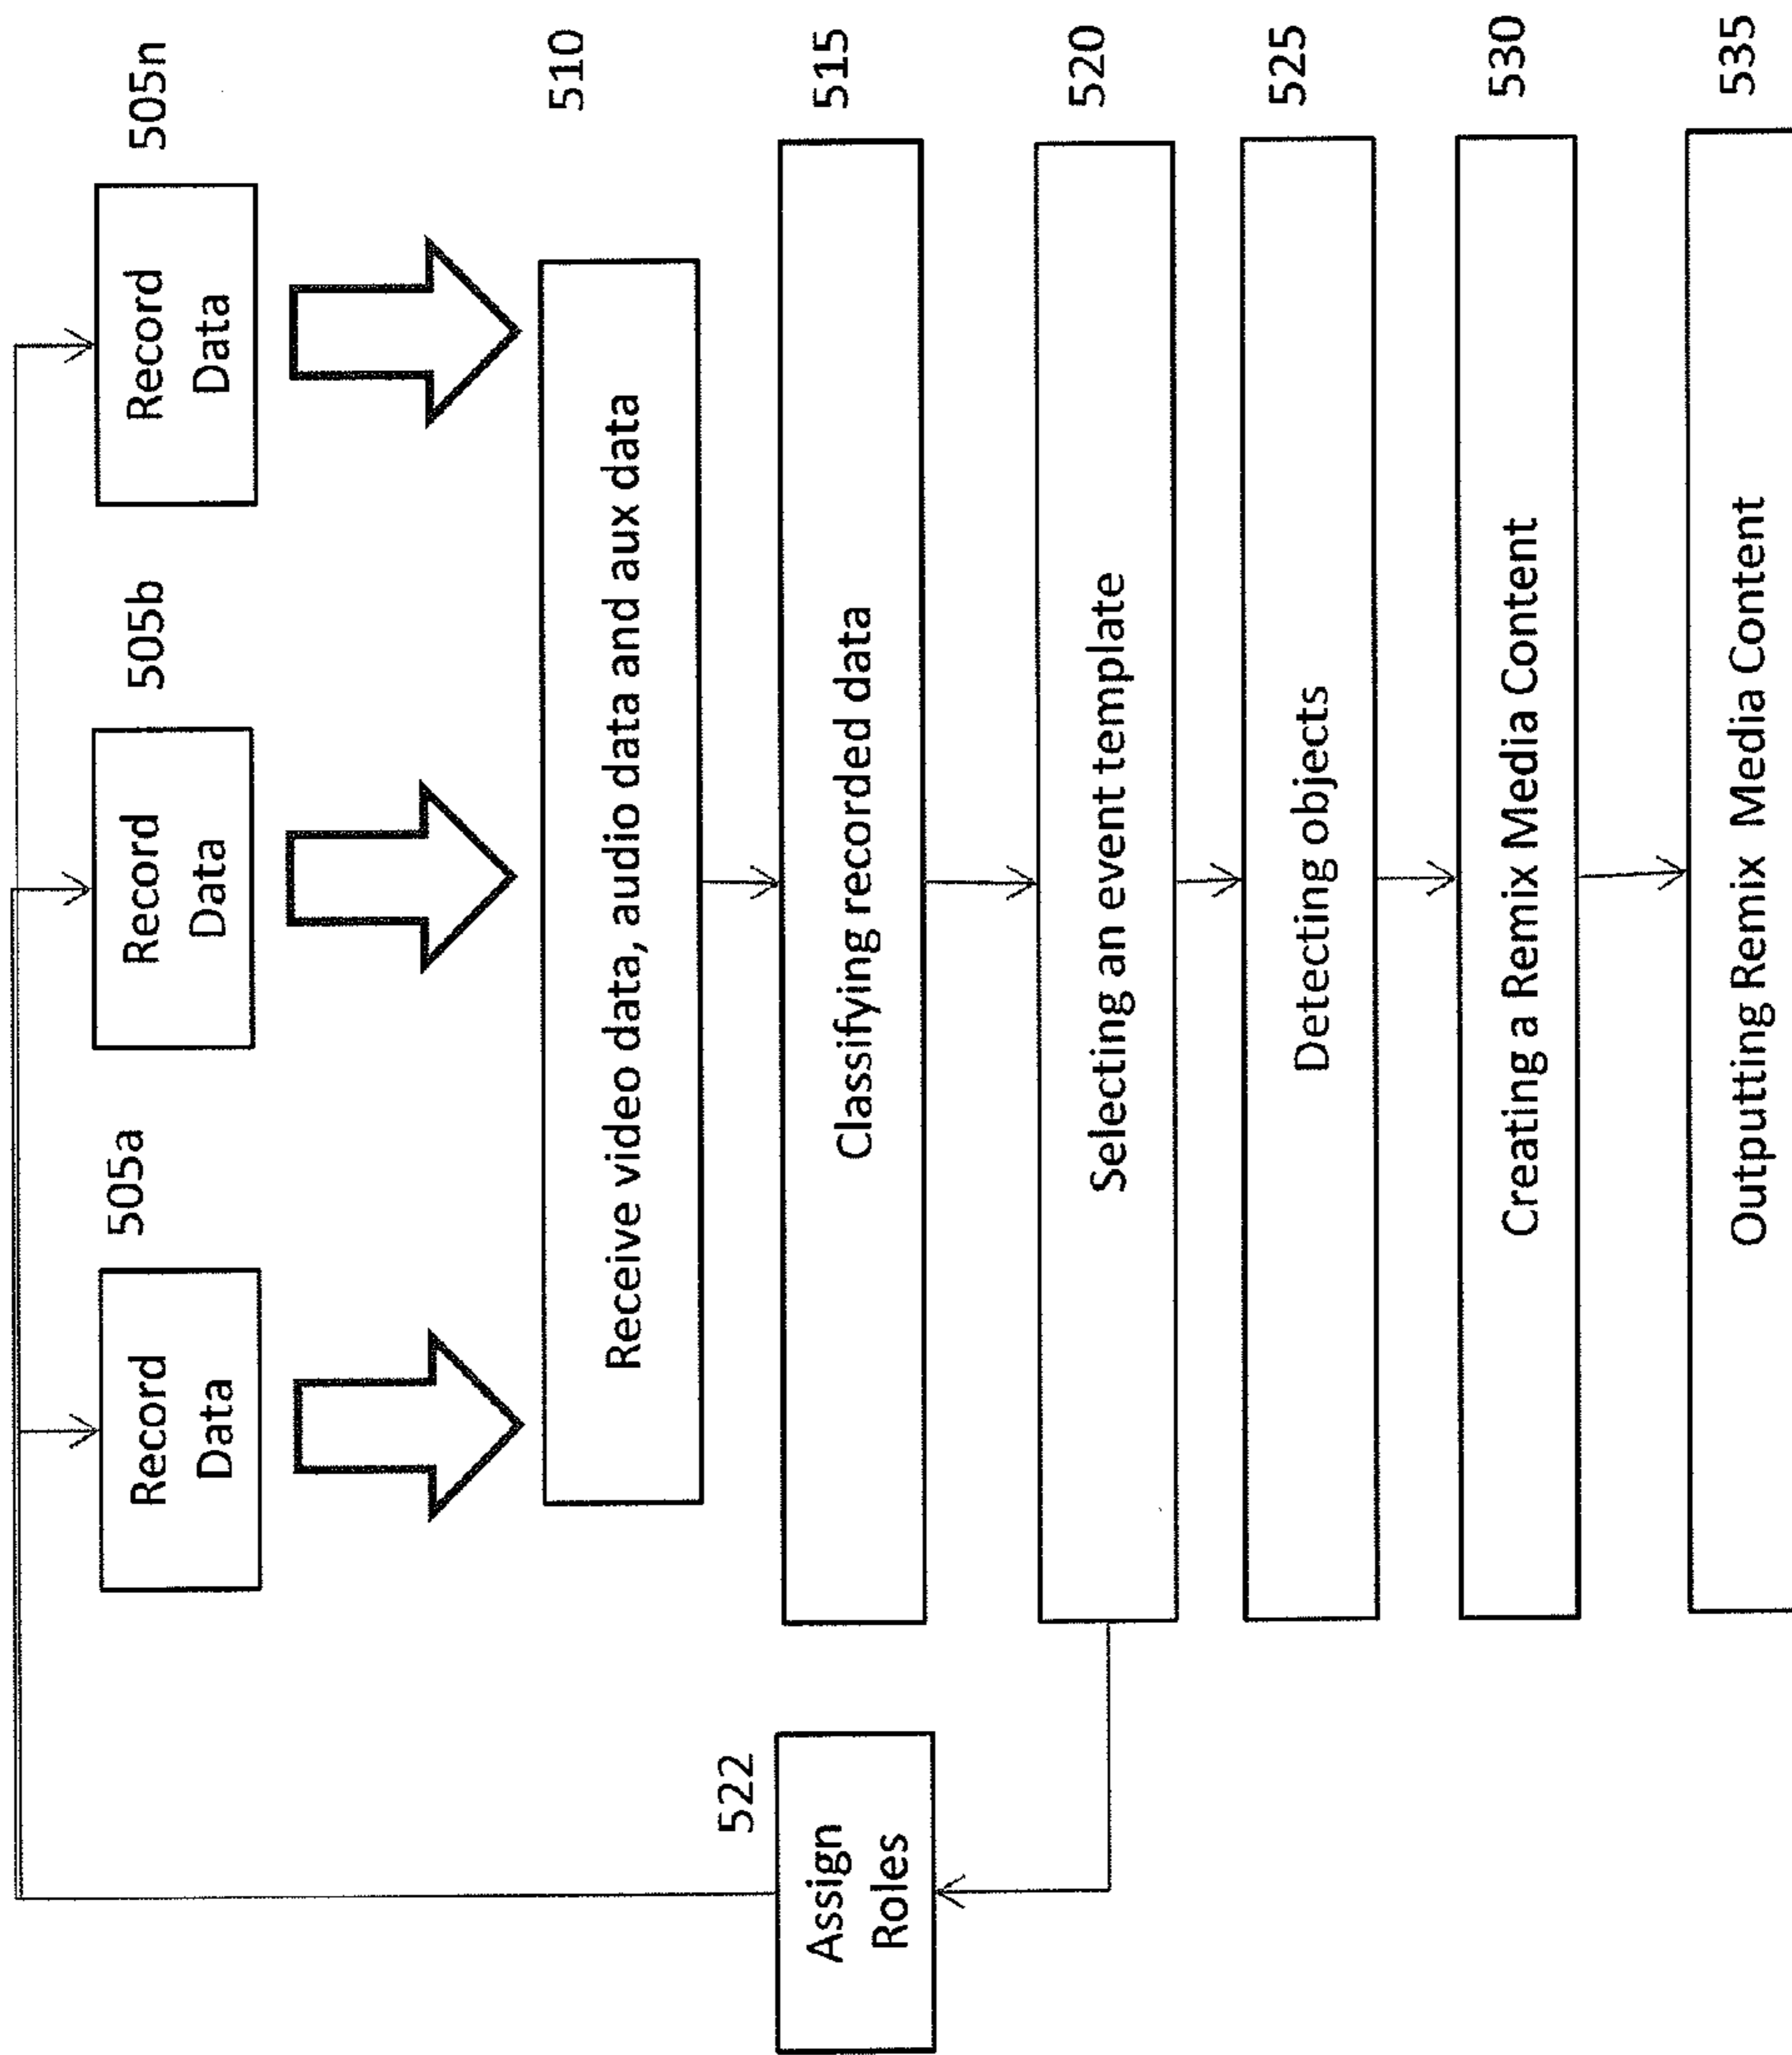 505a
505b
505n
Record
Data
Record
Data
Record
Data
Receive video data, audio data and aux data
510
522
Assign
Roles
Classifying recorded data
515
Selecting an event template
520
Detecting objects
525
Creating a Remix Media Content
530
Outputting Remix Media Content
535